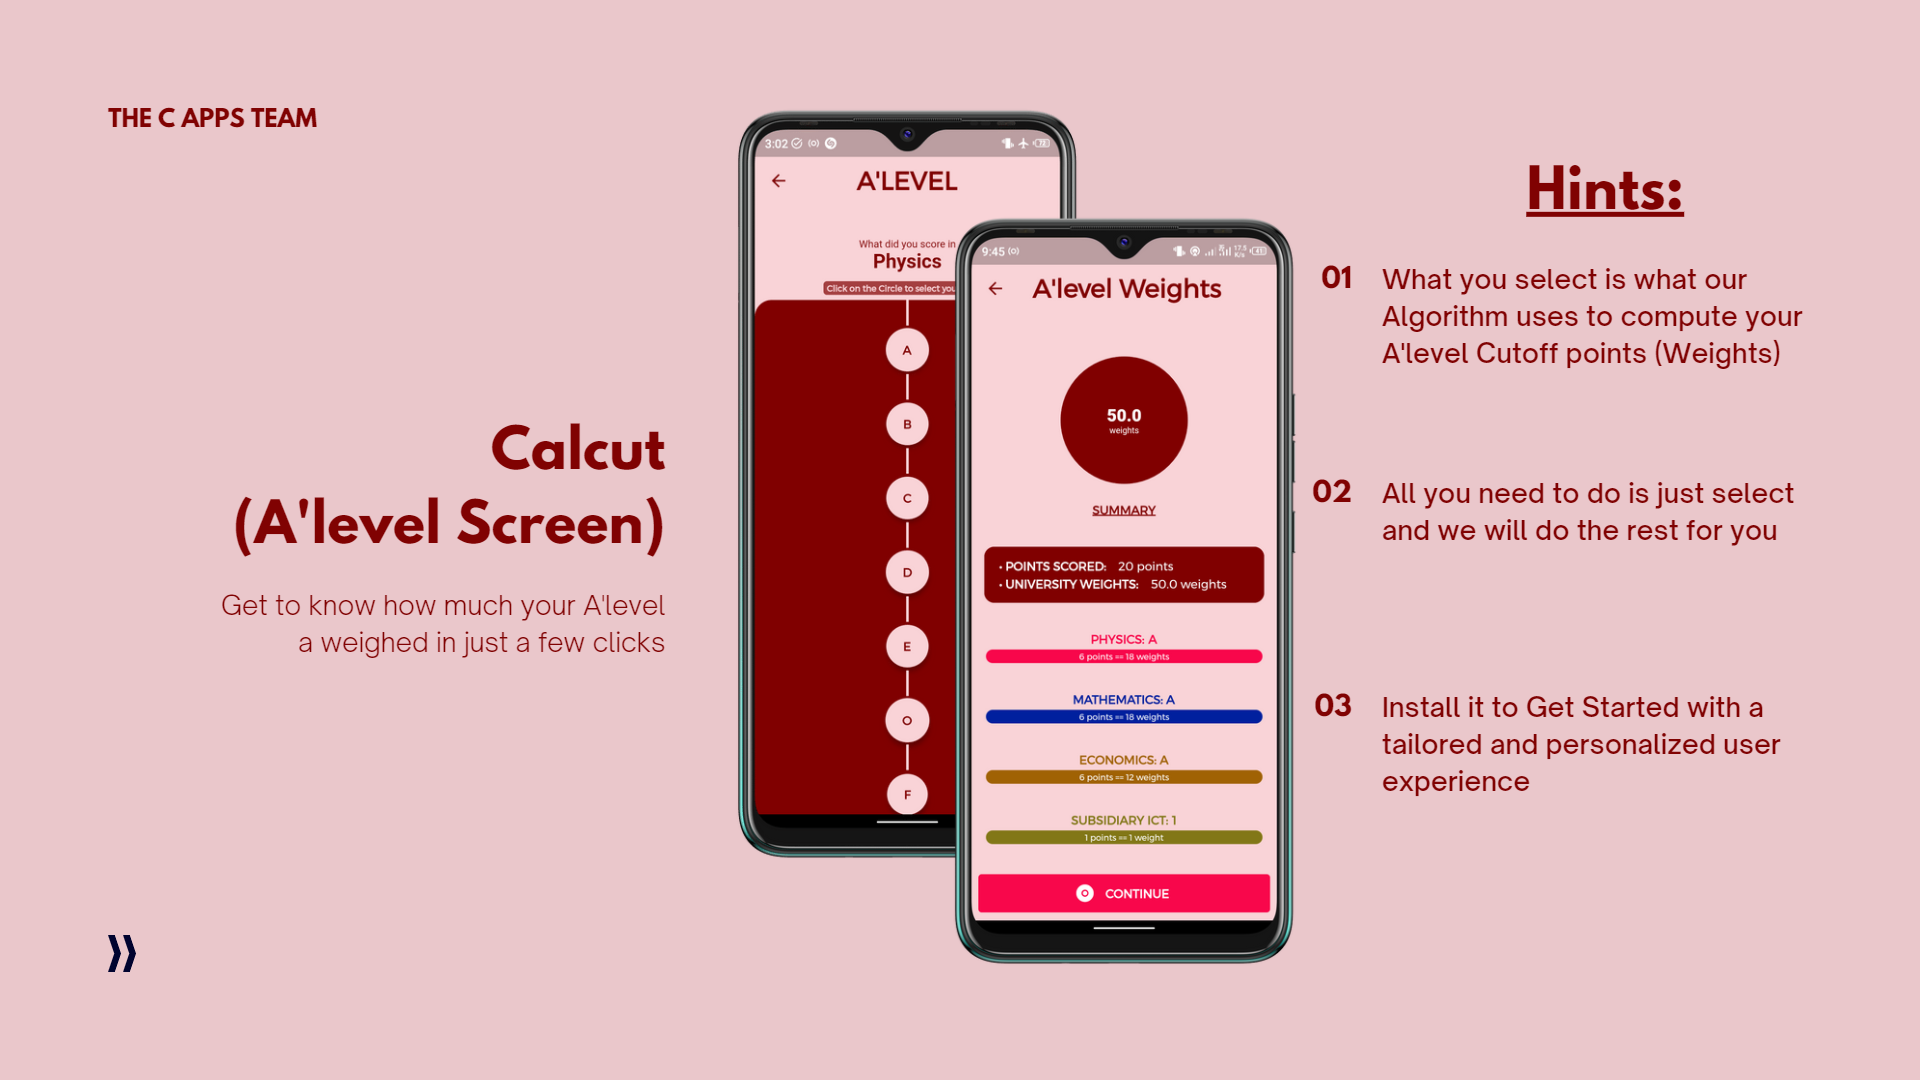 THE C APPS TEAM
Calcut
(A'level Screen)
Get to know how much your A'level
a weighed in just a few clicks
3:02
A'LEVEL
What did you score in
Physics
Click on the Circle to select you
A
B
C
D
E
O
F
9:45
17.5
K/s
A'level Weights
50.0
weights
SUMMARY
• POINTS SCORED: 20 points
• UNIVERSITY WEIGHTS: 50.0 weights
PHYSICS: A
6 points == 18 weights
MATHEMATICS: A
6 points == 18 weights
ECONOMICS: A
6 points == 12 weights
SUBSIDIARY ICT: 1
1 points == 1 weight
CONTINUE
Hints:
01
What you select is what our
Algorithm uses to compute your
A'level Cutoff points (Weights)
02
All you need to do is just select
and we will do the rest for you
03
Install it to Get Started with a
tailored and personalized user
experience